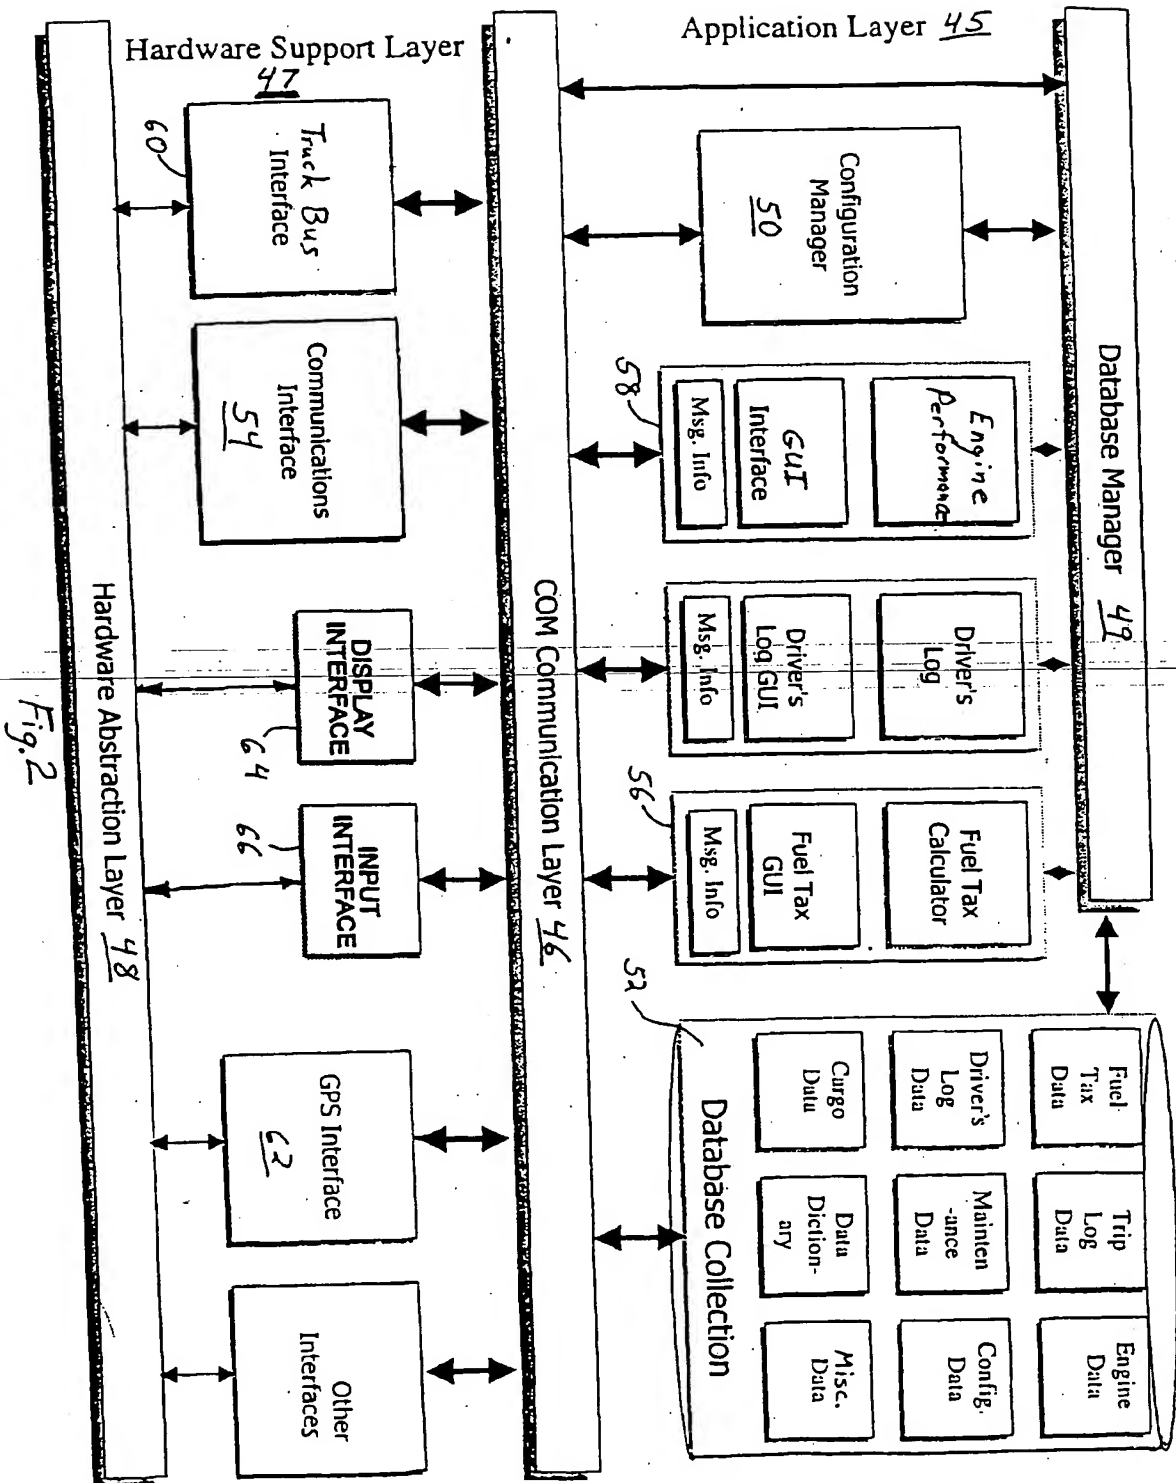 Application Layer 45
Hardware Support Layer
47
Database Manager 49
Configuration
Manager
50
58
Engine
Performance
GUI
Interface
Msg. Info
Driver's
Log
Driver's
Log GUI
Msg. Info
56
Fuel Tax
Calculator
Fuel Tax
GUI
Msg. Info
52
Fuel
Tax
Data
Trip
Log
Data
Engine
Data
Driver's
Log
Data
Mainten
-ance
Data
Config.
Data
Cargo
Data
Data
Diction-
ary
Misc.
Data
Database Collection
COM Communication Layer 46
Truck Bus
Interface
60
Communications
Interface
54
DISPLAY
INTERFACE
64
INPUT
INTERFACE
66
GPS Interface
62
Other
Interfaces
Hardware Abstraction Layer 48
Fig. 2